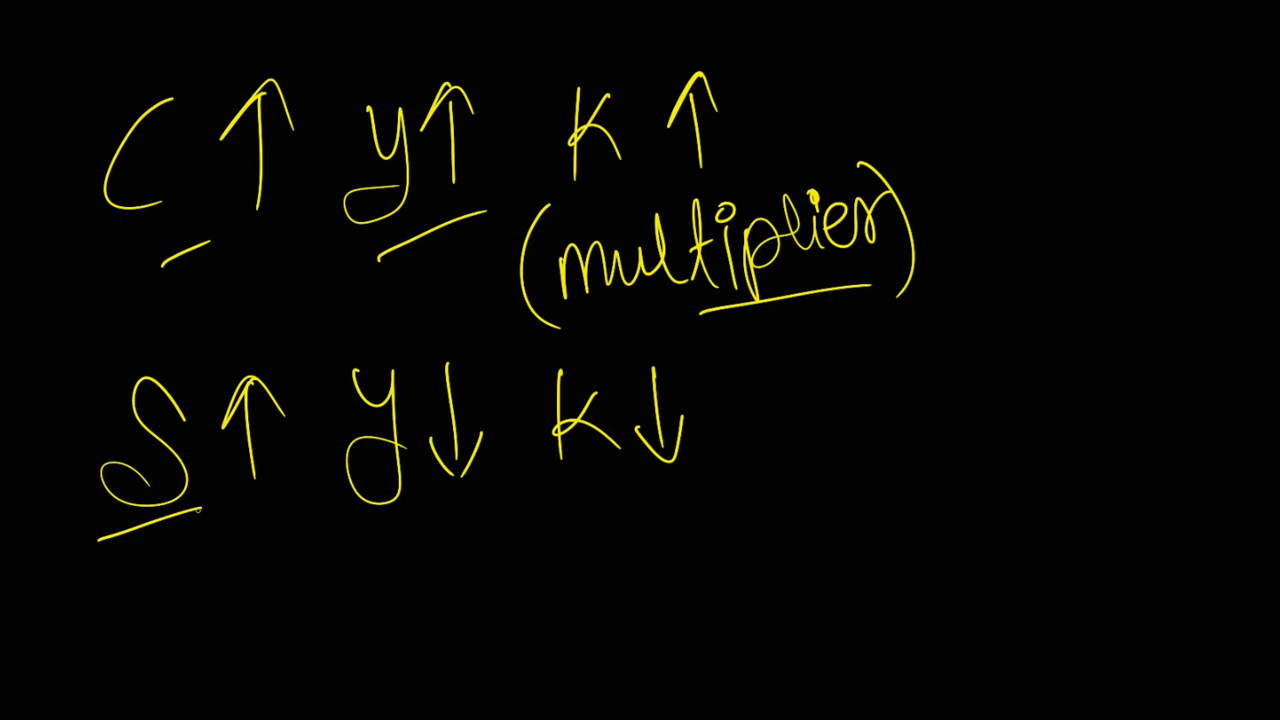 C ↑ y ↑ K ↑
(multiplier)
S ↑ y ↓ K ↓